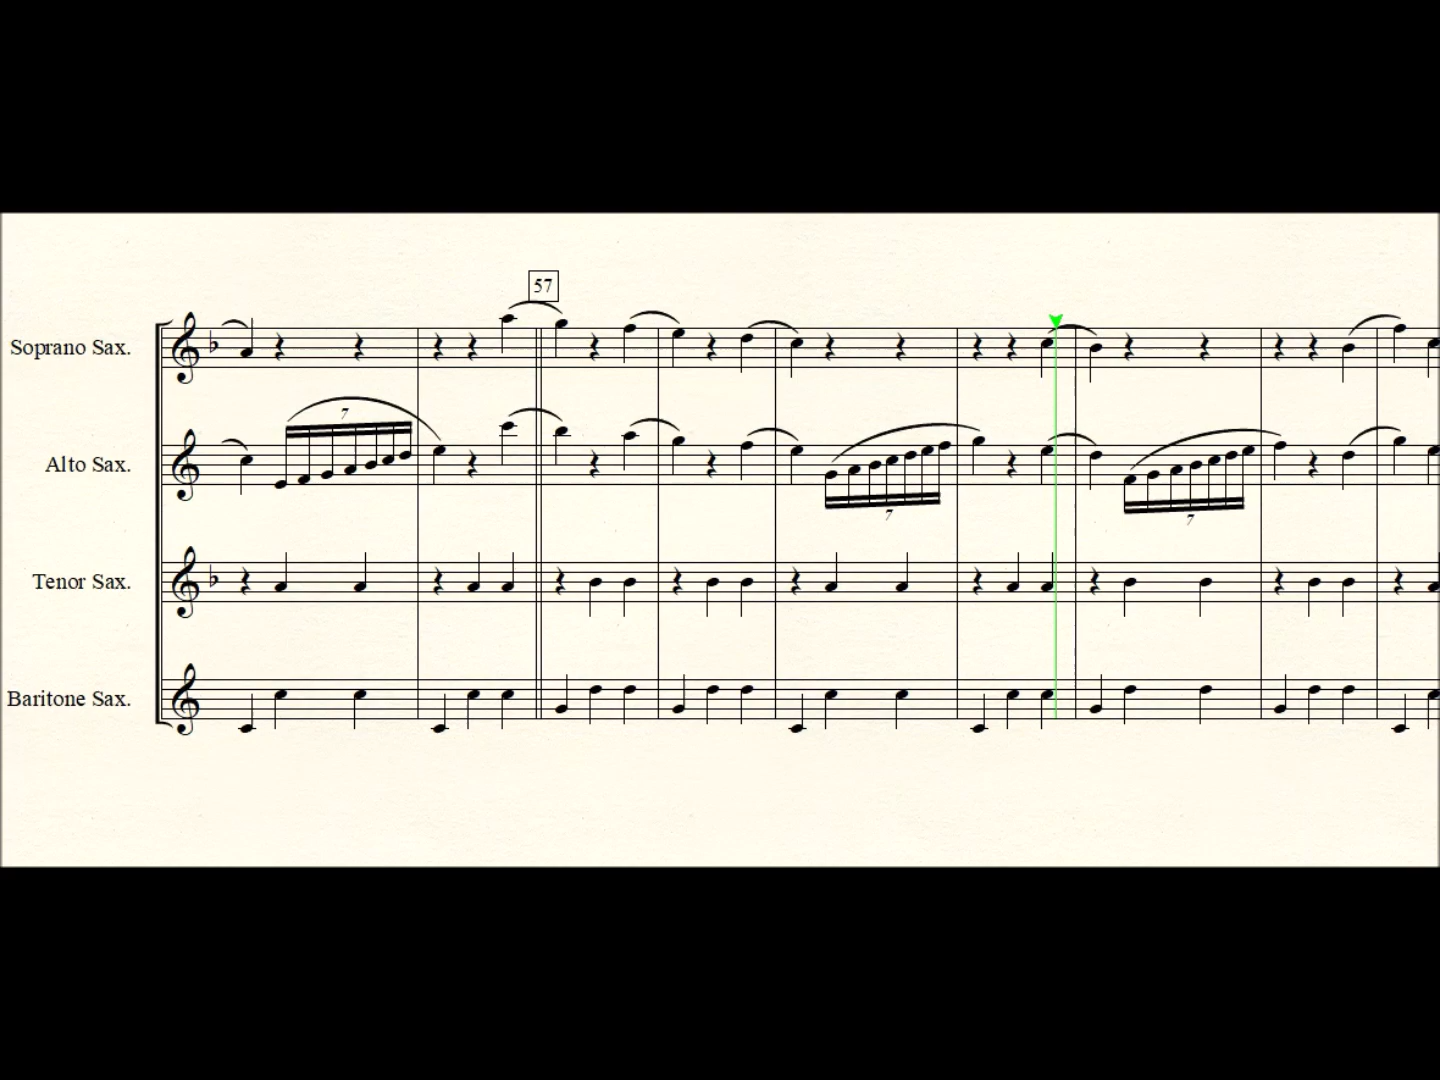 57
Soprano Sax.
7
Alto Sax.
7
7
Tenor Sax.
Baritone Sax.